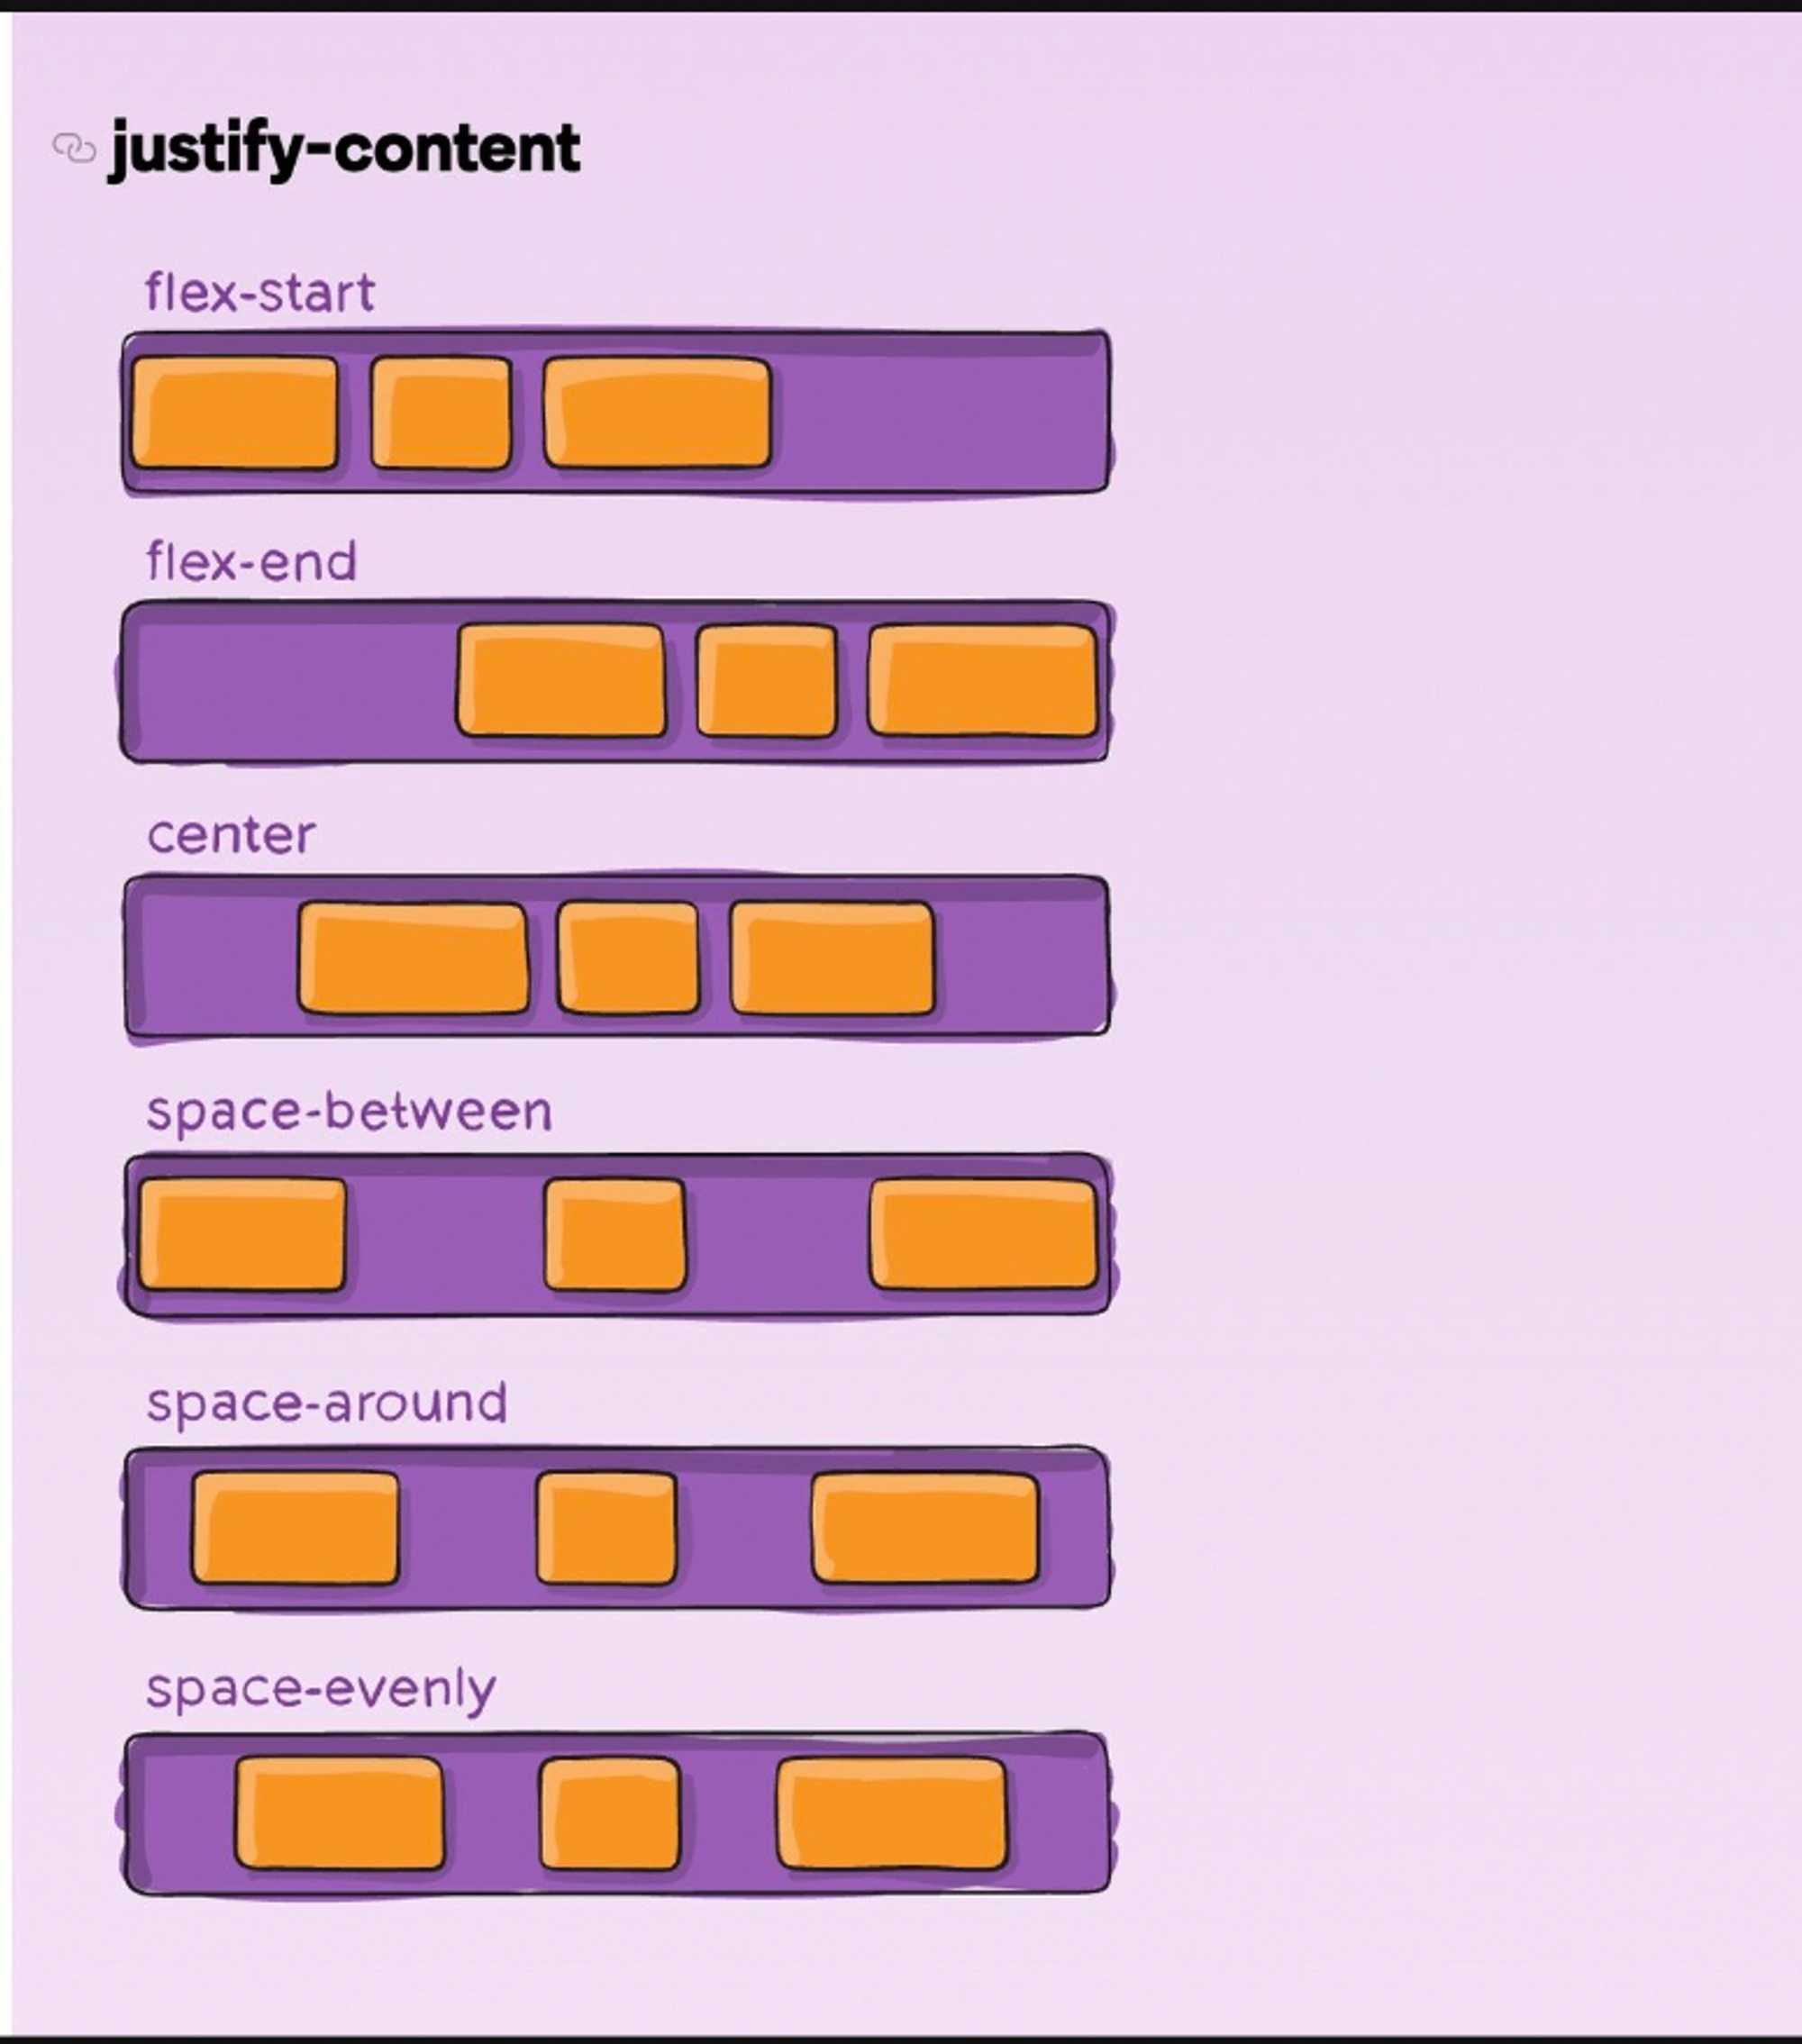 justify-content
flex-start
flex-end
center
space-between
space-around
space-evenly